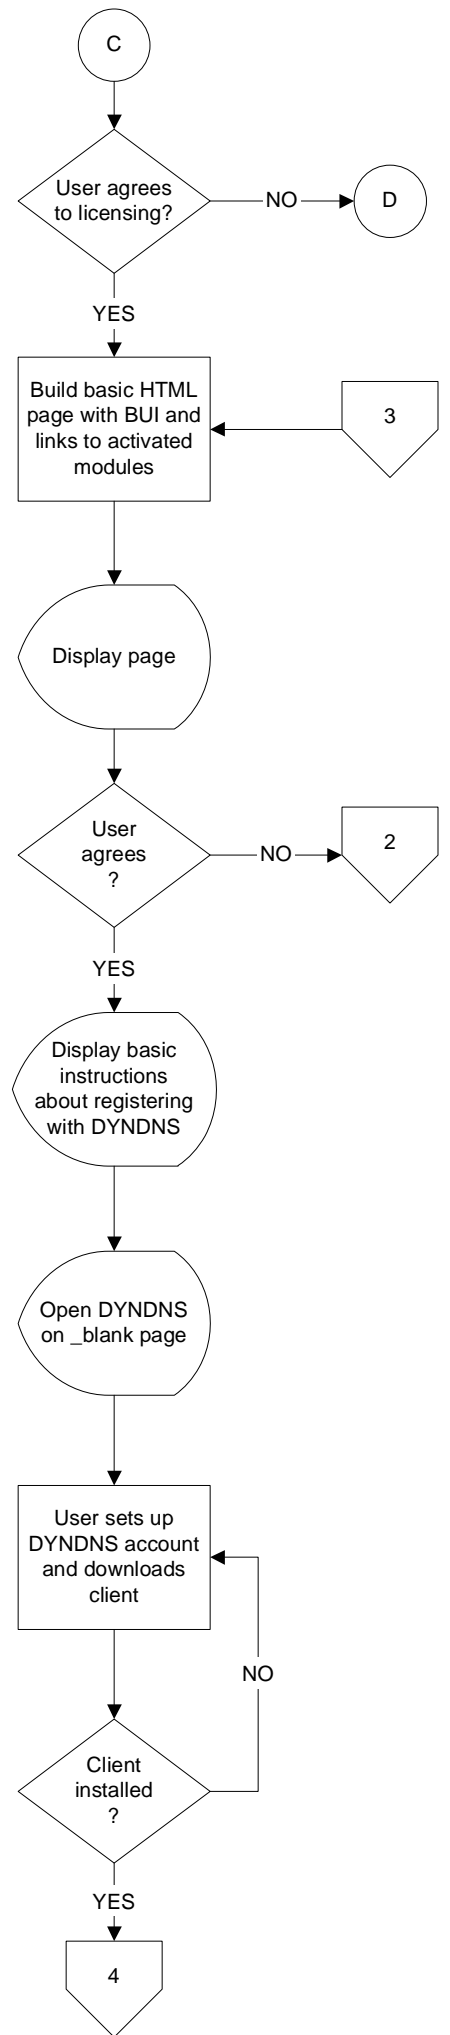 C
User agrees
to licensing?
NO
D
YES
Build basic HTML
page with BUI and
links to activated
modules
3
Display page
User
agrees
?
NO
2
YES
Display basic
instructions
about registering
with DYNDNS
Open DYNDNS
on _blank page
User sets up
DYNDNS account
and downloads
client
NO
Client
installed
?
YES
4